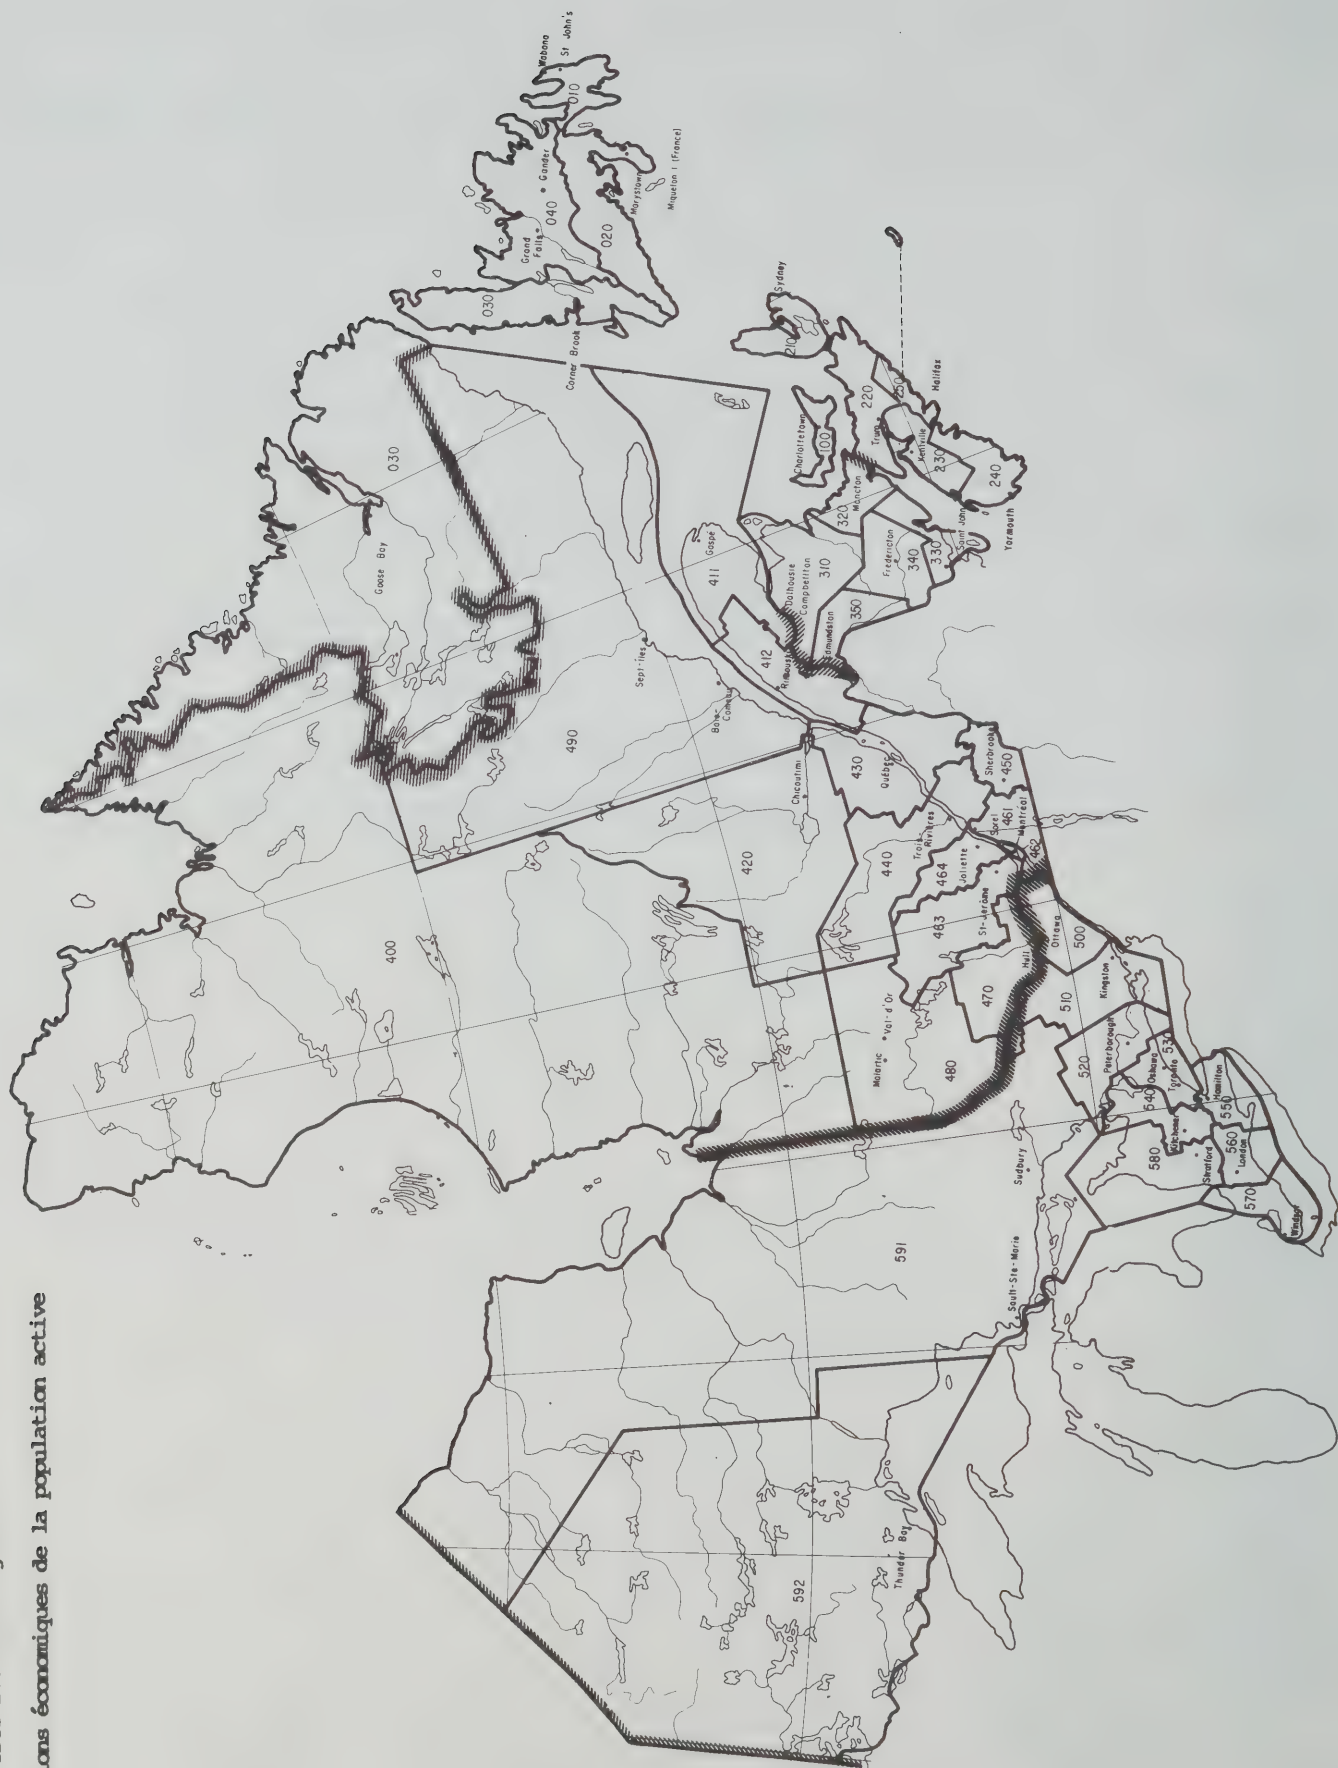 ons économiques de la population active
Wabana
St John's
010
Gander
040
Grand
Falls
020
Marystown
Miquelon I (France)
030
Corner Brook
Sydney
210
030
Goose Bay
220
250
Halifax
Charlottetown
100
Truro
Kentville
230
240
Yarmouth
Moncton
320
Saint John
330
Fredericton
340
310
Dalhousie
Campbellton
350
Edmundston
Gaspé
411
412
Rimouski
Sept-Îles
Baie-
Comeau
490
430
Québec
Chicoutimi
420
Sherbrooke
450
Sorel
461
Montréal
462
Trois-
Rivières
440
464
Joliette
463
St-Jérôme
400
Hull
Ottawa
500
470
510
Kingston
Val-d'Or
Malartic
480
520
Peterborough
530
Oshawa
Toronto
540
Hamilton
550
Kitchener
580
Stratford
560
London
570
Windsor
Sudbury
591
Sault-Ste-Marie
Thunder Bay
592